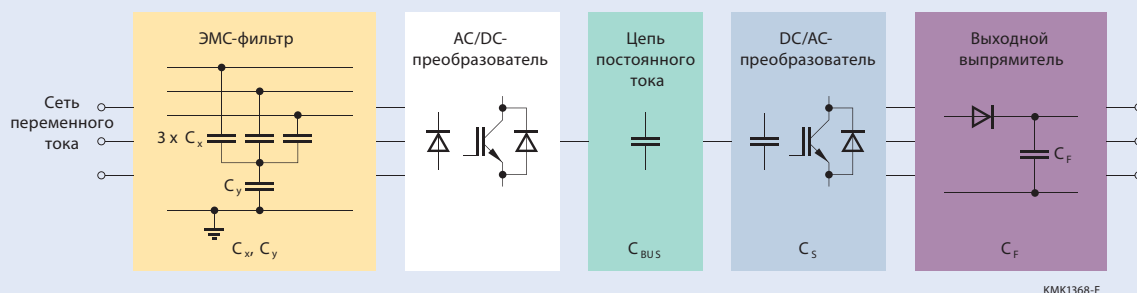 Сеть
переменного
тока
ЭМС-фильтр
3 x Cx
Cy
Cx, Cy
AC/DC-
преобразователь
Цепь
постоянного
тока
CBUS
DC/AC-
преобразователь
CS
Выходной
выпрямитель
CF
CF
KMK1368-E